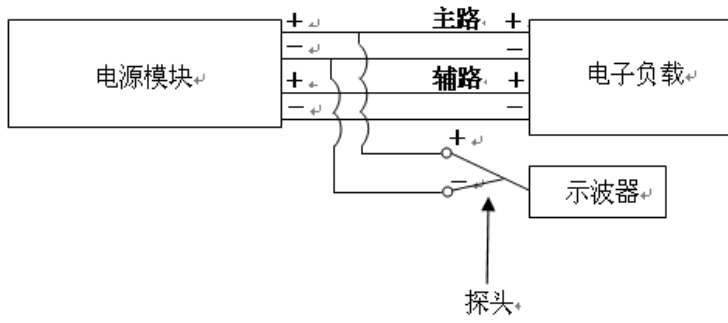 + 主路 +
− −
电源模块 电子负载
+ 辅路 +
− −
+
−
示波器
探头